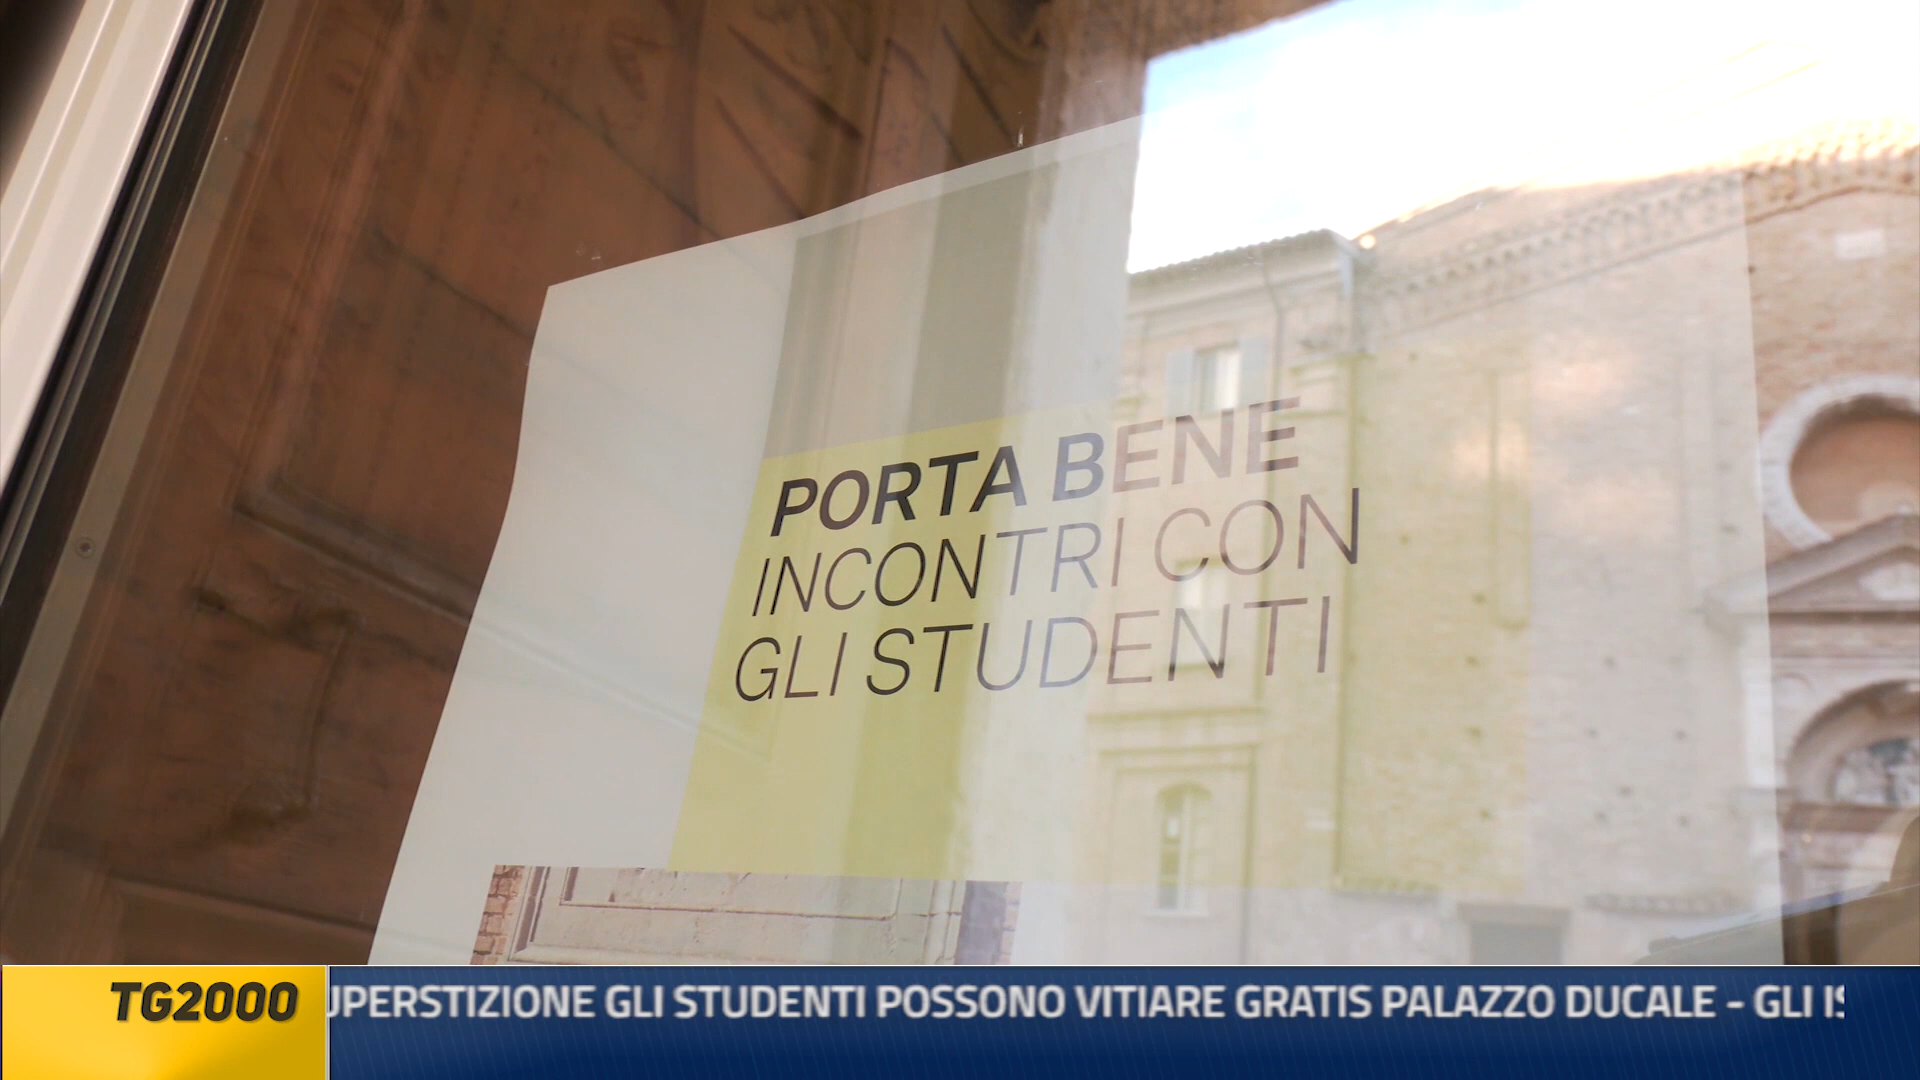 PORTA BENE
INCONTRI CON
GLI STUDENTI
TG2000
UPERSTIZIONE GLI STUDENTI POSSONO VITIARE GRATIS PALAZZO DUCALE - GLI IS